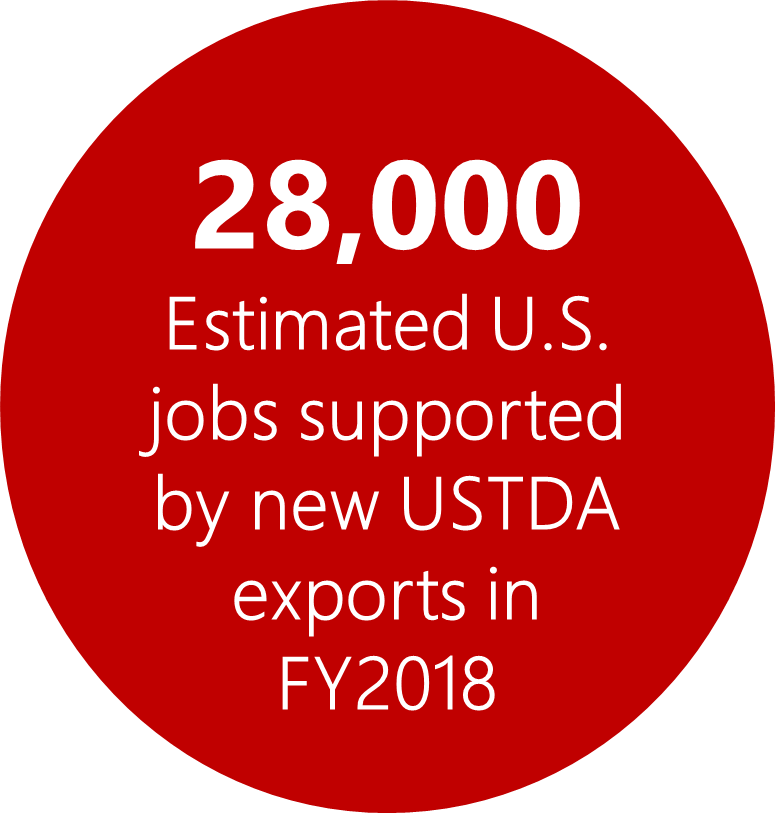 28,000
Estimated U.S.
jobs supported
by new USTDA
exports in
FY2018